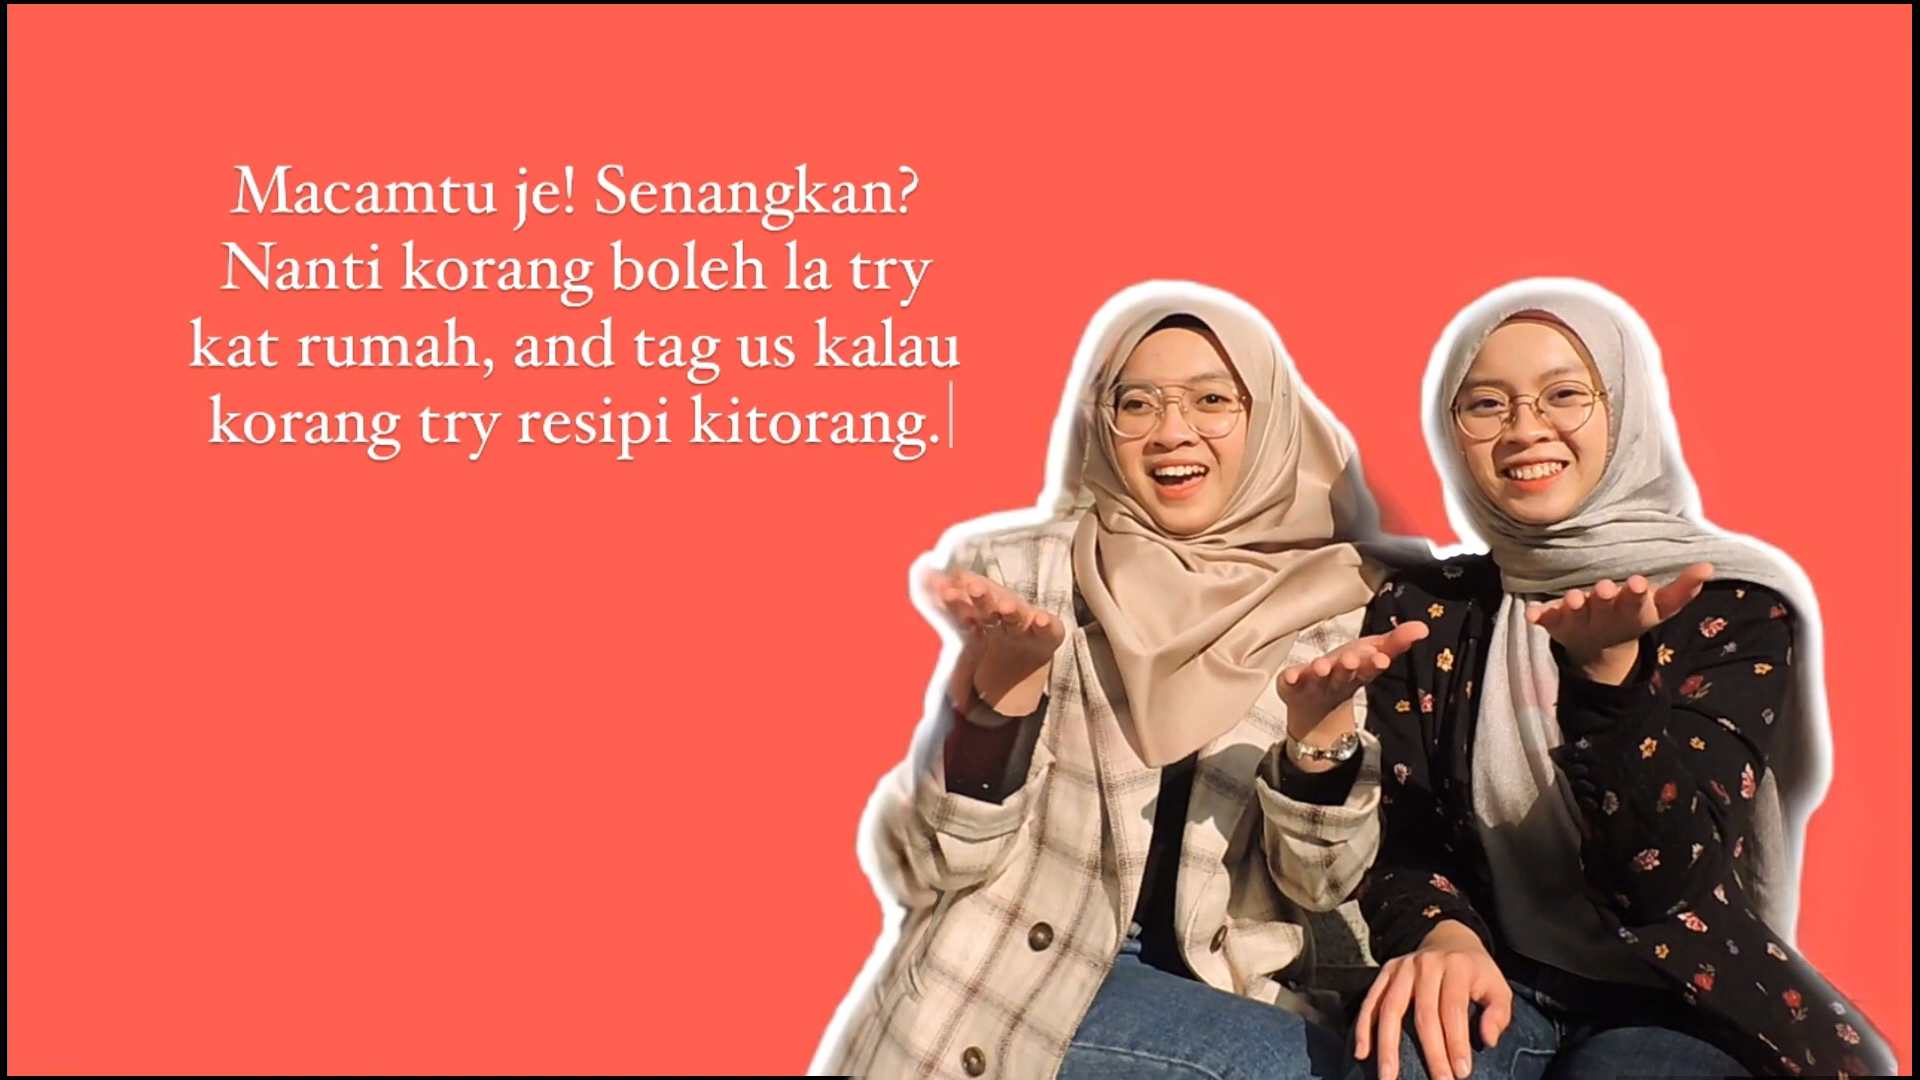 Macamtu je! Senangkan?
Nanti korang boleh la try
kat rumah, and tag us kalau
korang try resipi kitorang.